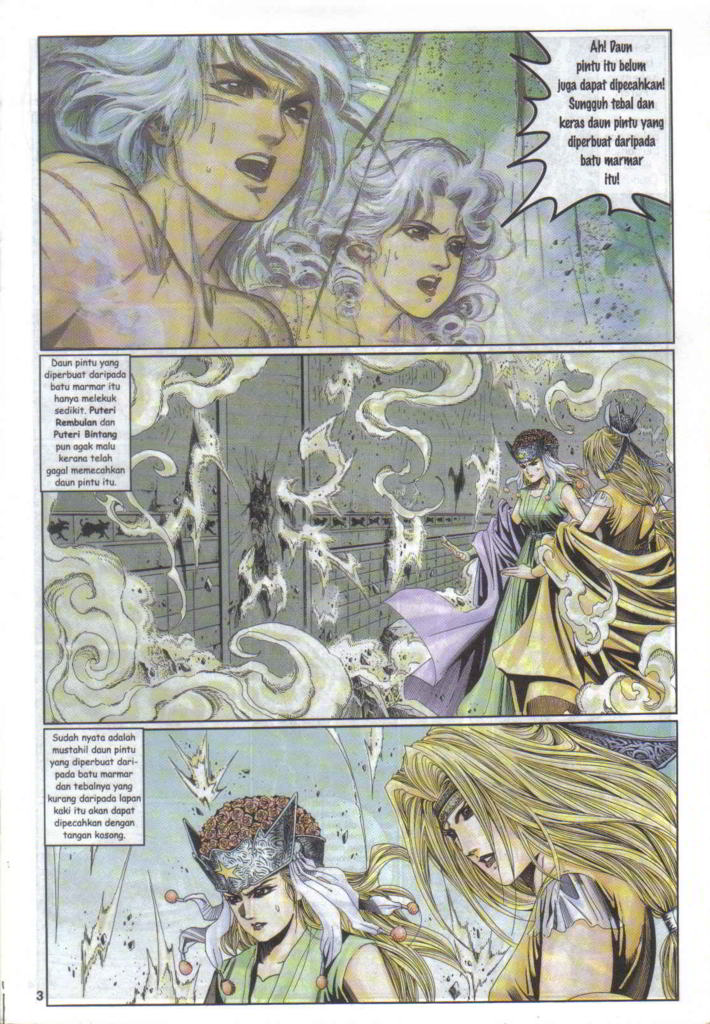 Ah! Daun
pintu itu belum
juga dapat dipecahkan!
Sungguh tebal dan
keras daun pintu yang
diperbuat daripada
batu marmar
itu!
Daun pintu yang
diperbuat daripada
batu marmar itu
hanya melekuk
sedikit. Puteri
Rembulan dan
Puteri Bintang
pun agak malu
kerana telah
gagal memecahkan
daun pintu itu.
Sudah nyata adalah
mustahil daun pintu
yang diperbuat dari-
pada batu marmar
dan tebalnya yang
kurang daripada lapan
kaki itu akan dapat
dipecahkan dengan
tangan kosong.
3